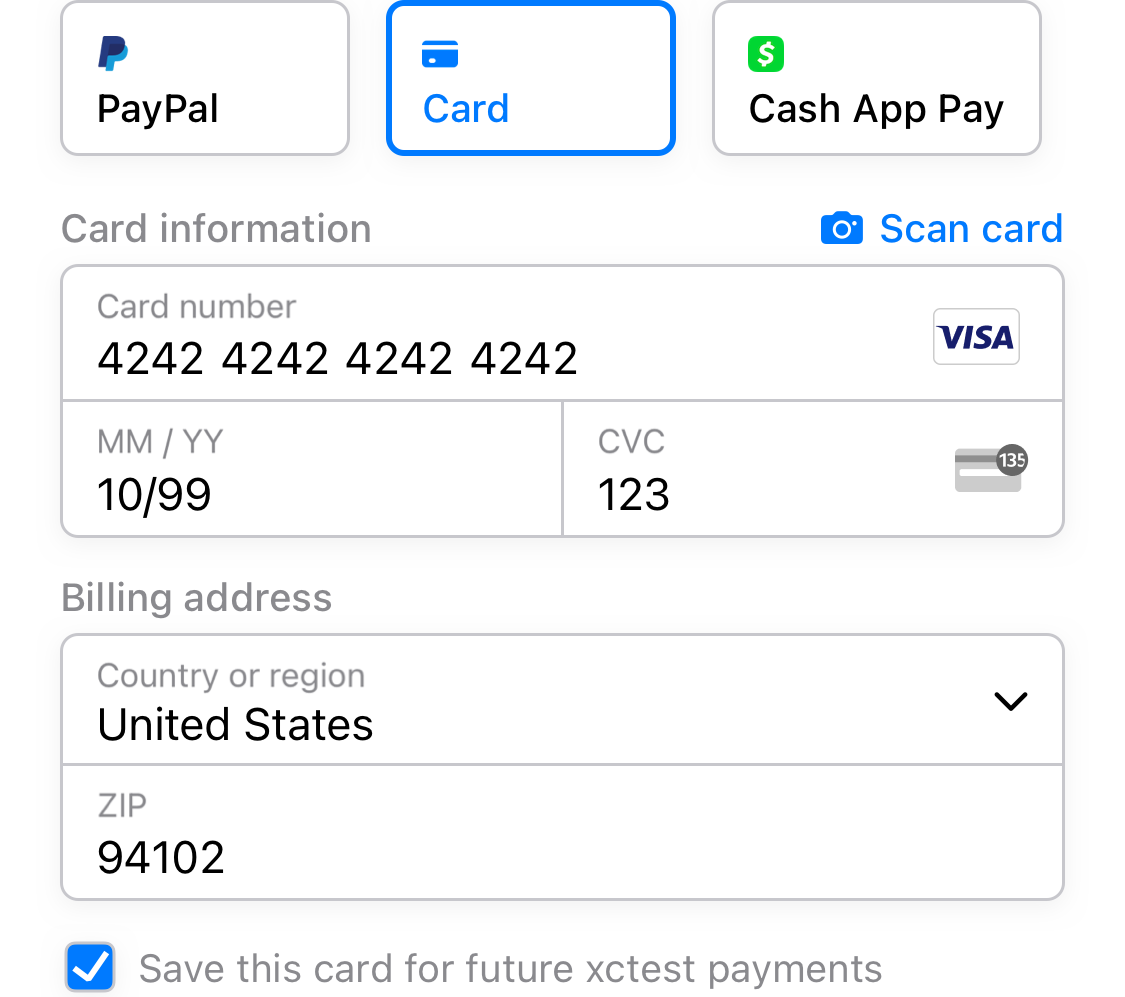 PayPal
Card
Cash App Pay
Card information
Scan card
Card number
4242 4242 4242 4242
VISA
MM / YY
10/99
CVC
123
135
Billing address
Country or region
United States
ZIP
94102
Save this card for future xctest payments